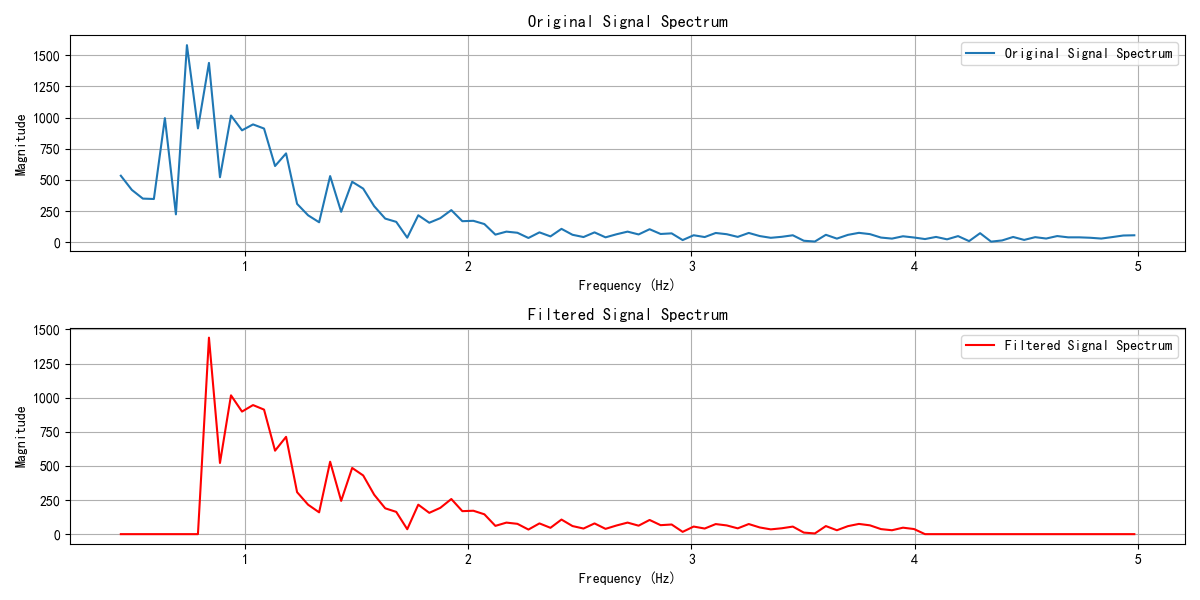 Original Signal Spectrum
Original Signal Spectrum
1500
1250
1000
750
500
250
0
Magnitude
1 2 3 4 5
Frequency (Hz)
Filtered Signal Spectrum
Filtered Signal Spectrum
1500
1250
1000
750
500
250
0
Magnitude
1 2 3 4 5
Frequency (Hz)